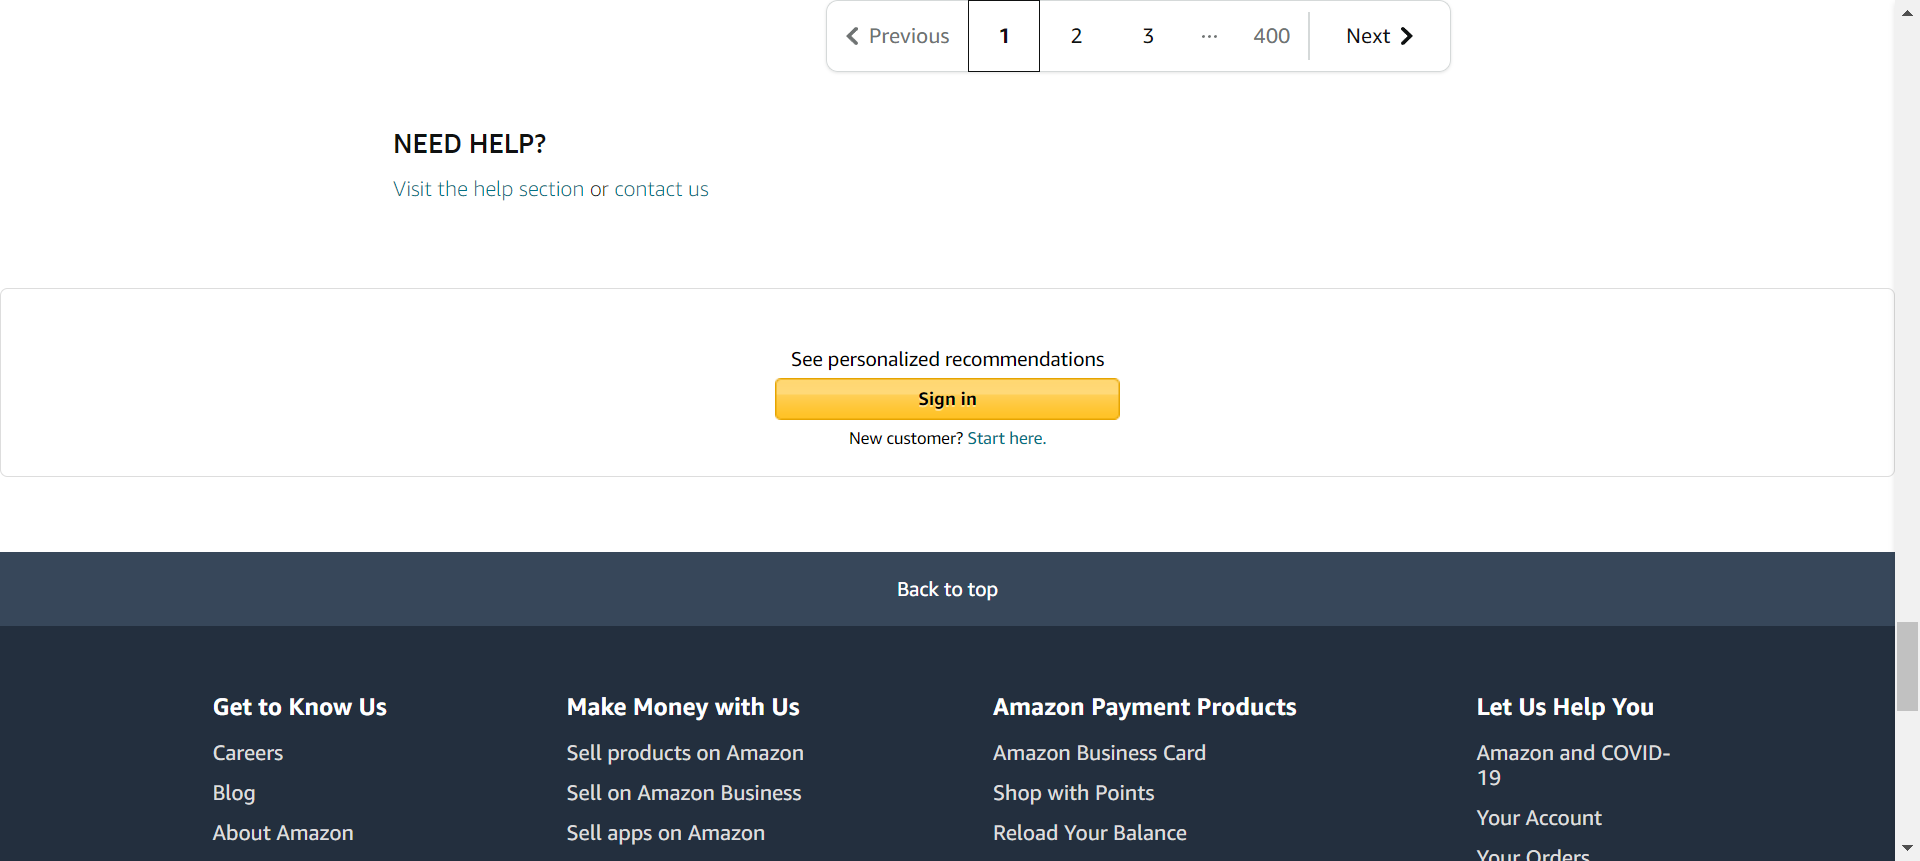 Previous 1 2 3 ... 400 Next
NEED HELP?
Visit the help section or contact us
See personalized recommendations
Sign in
New customer? Start here.
Back to top
Get to Know Us
Careers
Blog
About Amazon
Make Money with Us
Sell products on Amazon
Sell on Amazon Business
Sell apps on Amazon
Amazon Payment Products
Amazon Business Card
Shop with Points
Reload Your Balance
Let Us Help You
Amazon and COVID-
19
Your Account
Your Orders